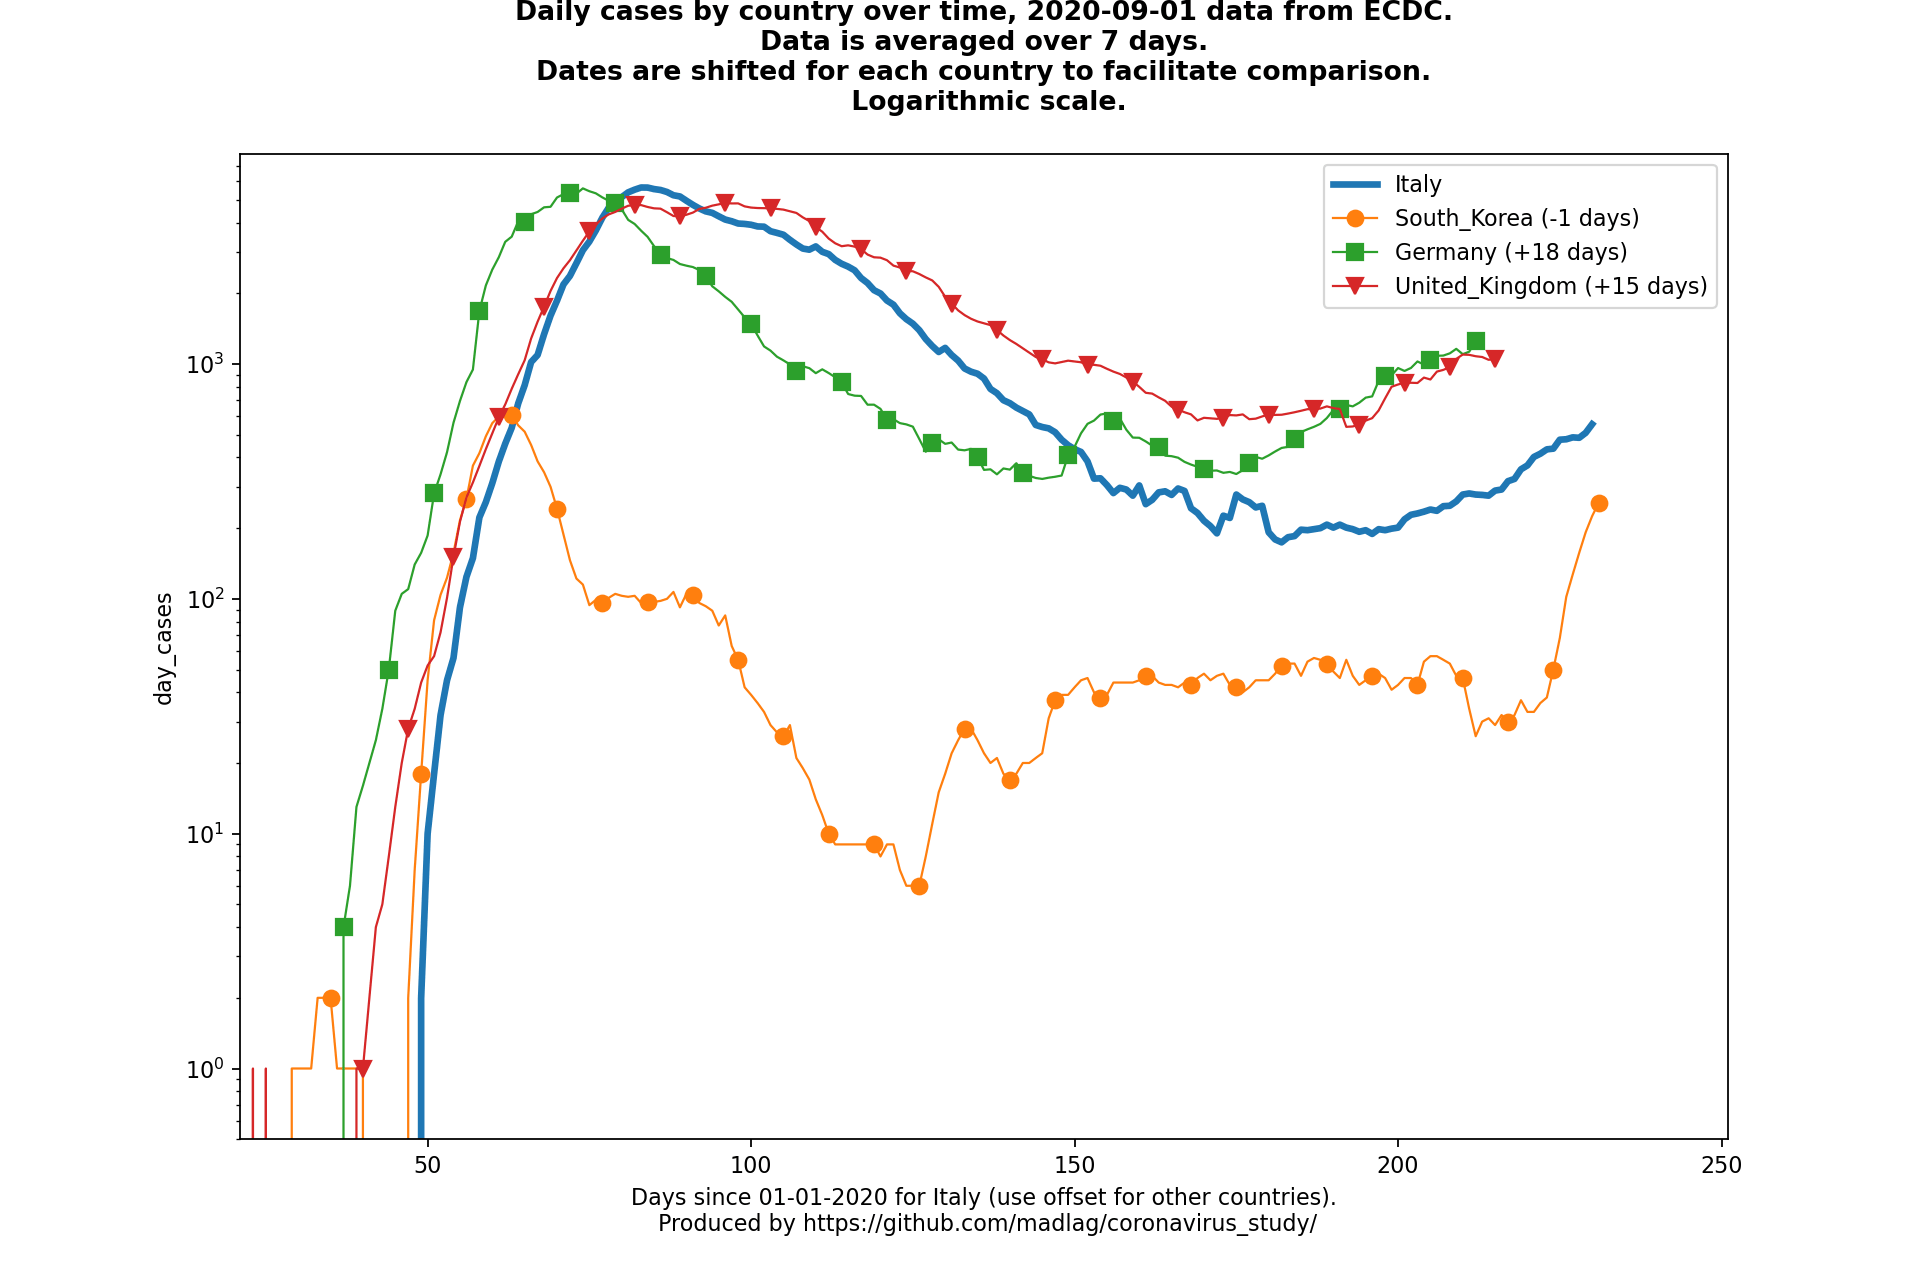 Daily cases by country over time, 2020-09-01 data from ECDC.
Data is averaged over 7 days.
Dates are shifted for each country to facilitate comparison.
Logarithmic scale.
Italy
South_Korea (-1 days)
Germany (+18 days)
United_Kingdom (+15 days)
day_cases
10³
10²
10¹
10⁰
50 100 150 200 250
Days since 01-01-2020 for Italy (use offset for other countries).
Produced by https://github.com/madlag/coronavirus_study/